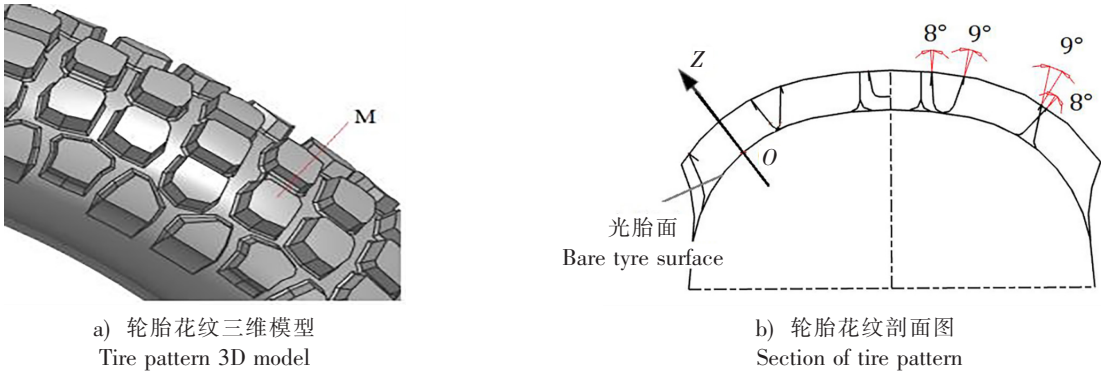 M
8°
9°
9°
8°
Z
O
光胎面
Bare tyre surface
a) 轮胎花纹三维模型
Tire pattern 3D model
b) 轮胎花纹剖面图
Section of tire pattern